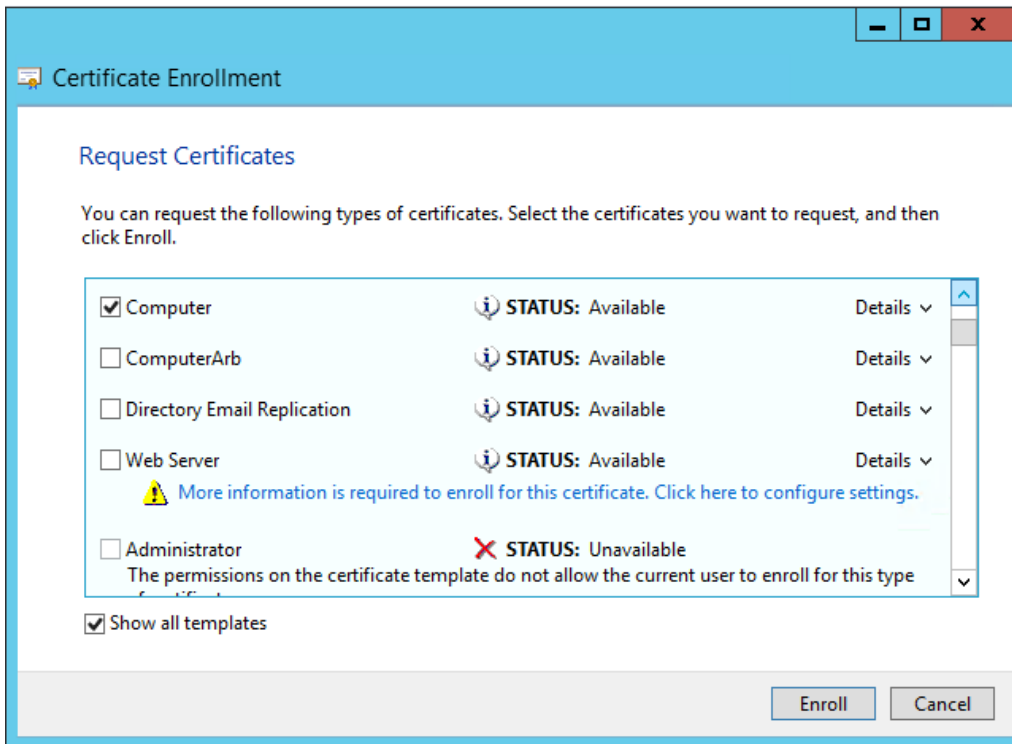 Certificate Enrollment
Request Certificates
You can request the following types of certificates. Select the certificates you want to request, and then
click Enroll.
Computer STATUS: Available Details
ComputerArb STATUS: Available Details
Directory Email Replication STATUS: Available Details
Web Server STATUS: Available Details
More information is required to enroll for this certificate. Click here to configure settings.
Administrator STATUS: Unavailable
The permissions on the certificate template do not allow the current user to enroll for this type
Show all templates
Enroll Cancel